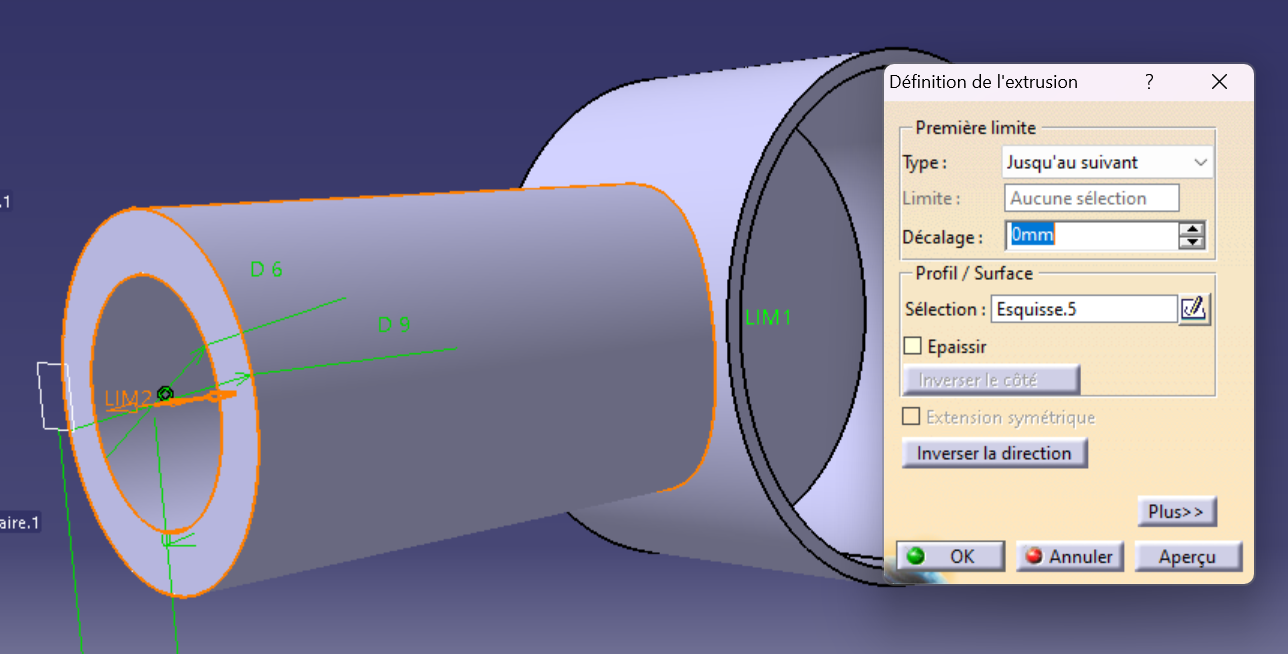 Définition de l'extrusion ? ×
Première limite
Type : Jusqu'au suivant
.1
Limite : Aucune sélection
Décalage : 0mm
D 6
Profil / Surface
Sélection : Esquisse.5
LIM1
D 9
Epaissir
Inverser le côté
LIM2
Extension symétrique
Inverser la direction
Plus>>
aire.1
OK Annuler Aperçu